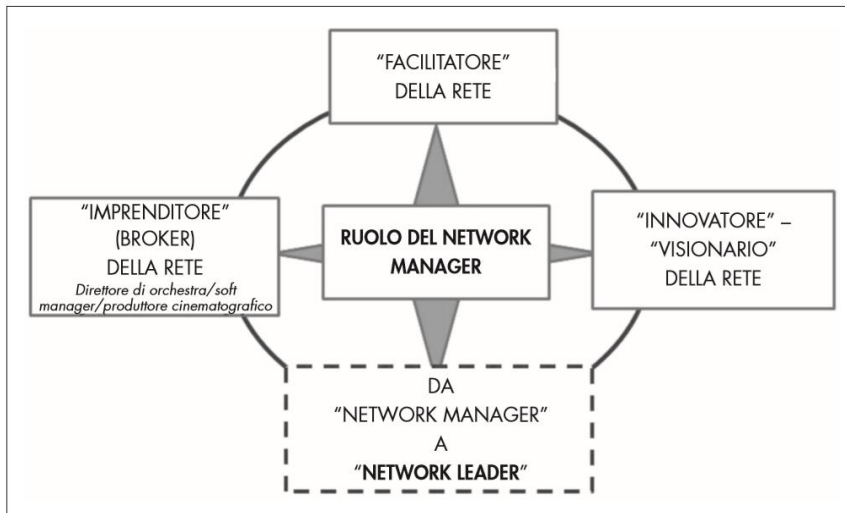 “FACILITATORE”
DELLA RETE
“IMPRENDITORE”
(BROKER)
DELLA RETE
Direttore di orchestra/soft
manager/produttore cinematografico
RUOLO DEL NETWORK
MANAGER
“INNOVATORE” –
“VISIONARIO”
DELLA RETE
DA
“NETWORK MANAGER”
A
“NETWORK LEADER”